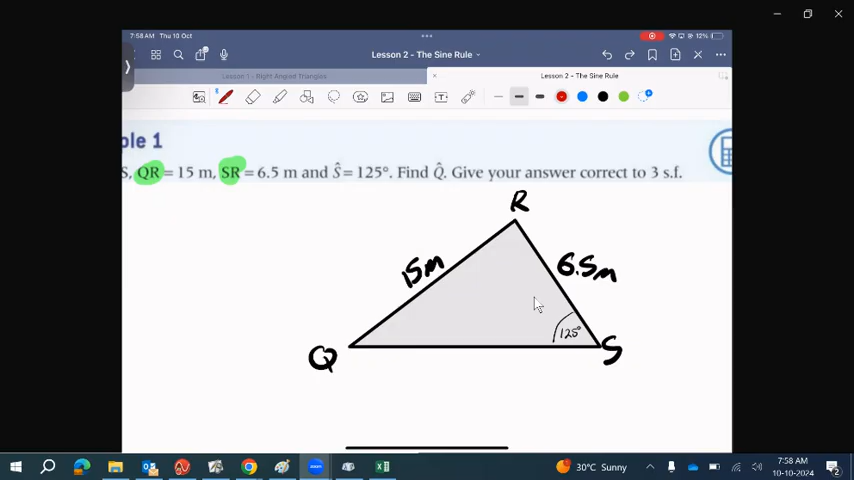 7:58 AM Thu 10 Oct
12%
Lesson 2 - The Sine Rule
Lesson 1 - Right Angled Triangles
Lesson 2 - The Sine Rule
ple 1
S, QR = 15 m, SR = 6.5 m and Ŝ = 125°. Find Q̂. Give your answer correct to 3 s.f.
R
15m
6.5m
125°
Q
S
30°C Sunny
7:58 AM
10-10-2024
2